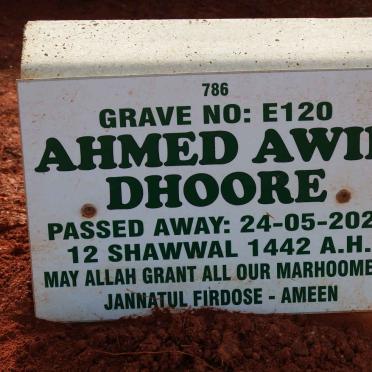 786
GRAVE NO: E120
AHMED AWI
DHOORE
PASSED AWAY: 24-05-202
12 SHAWWAL 1442 A.H.
MAY ALLAH GRANT ALL OUR MARHOOME
JANNATUL FIRDOSE - AMEEN